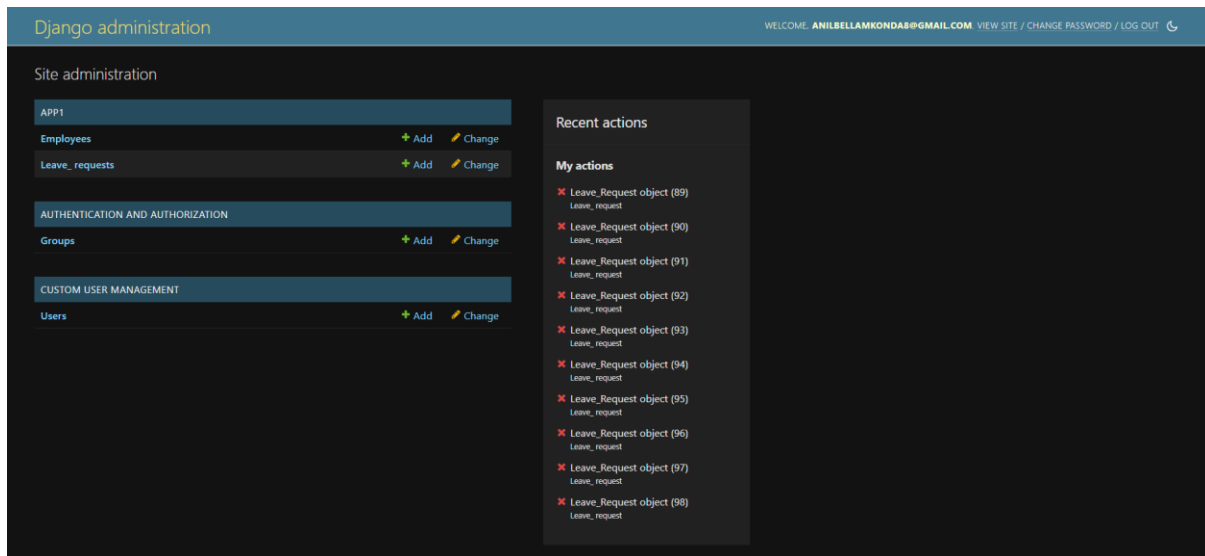 Django administration
WELCOME, ANILBELLAMKONDA8@GMAIL.COM. VIEW SITE / CHANGE PASSWORD / LOG OUT
Site administration
APP1
Employees + Add Change
Leave_ requests + Add Change
AUTHENTICATION AND AUTHORIZATION
Groups + Add Change
CUSTOM USER MANAGEMENT
Users + Add Change
Recent actions
My actions
Leave_Request object (89)
Leave_ request
Leave_Request object (90)
Leave_ request
Leave_Request object (91)
Leave_ request
Leave_Request object (92)
Leave_ request
Leave_Request object (93)
Leave_ request
Leave_Request object (94)
Leave_ request
Leave_Request object (95)
Leave_ request
Leave_Request object (96)
Leave_ request
Leave_Request object (97)
Leave_ request
Leave_Request object (98)
Leave_ request